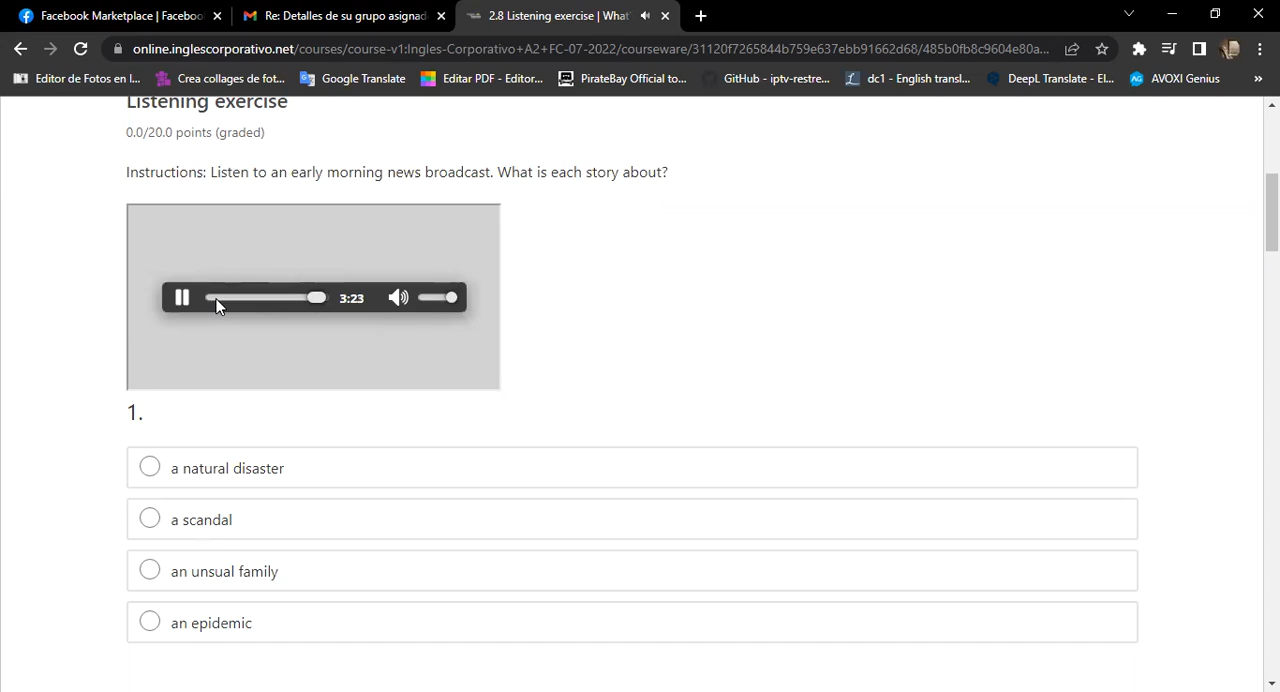 Facebook Marketplace | Faceboo
Re: Detalles de su grupo asignad
2.8 Listening exercise | What'
online.inglescorporativo.net/courses/course-v1:Ingles-Corporativo+A2+FC-07-2022/courseware/31120f7265844b759e637ebb91662d68/485b0fb8c9604e80a...
Editor de Fotos en l...
Crea collages de fot...
Google Translate
Editar PDF - Editor...
PirateBay Official to...
GitHub - iptv-restre...
dc1 - English transl...
DeepL Translate - El...
AVOXI Genius
»
Listening exercise
0.0/20.0 points (graded)
Instructions: Listen to an early morning news broadcast. What is each story about?
3:23
1.
a natural disaster
a scandal
an unsual family
an epidemic